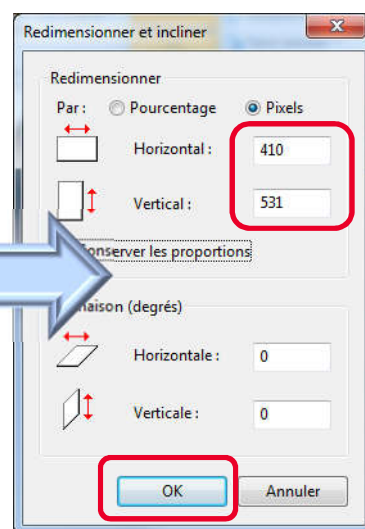 Redimensionner et incliner
Redimensionner
Par : Pourcentage Pixels
Horizontal : 410
Vertical : 531
les proportions
(degrés)
Horizontale : 0
Verticale : 0
OK Annuler